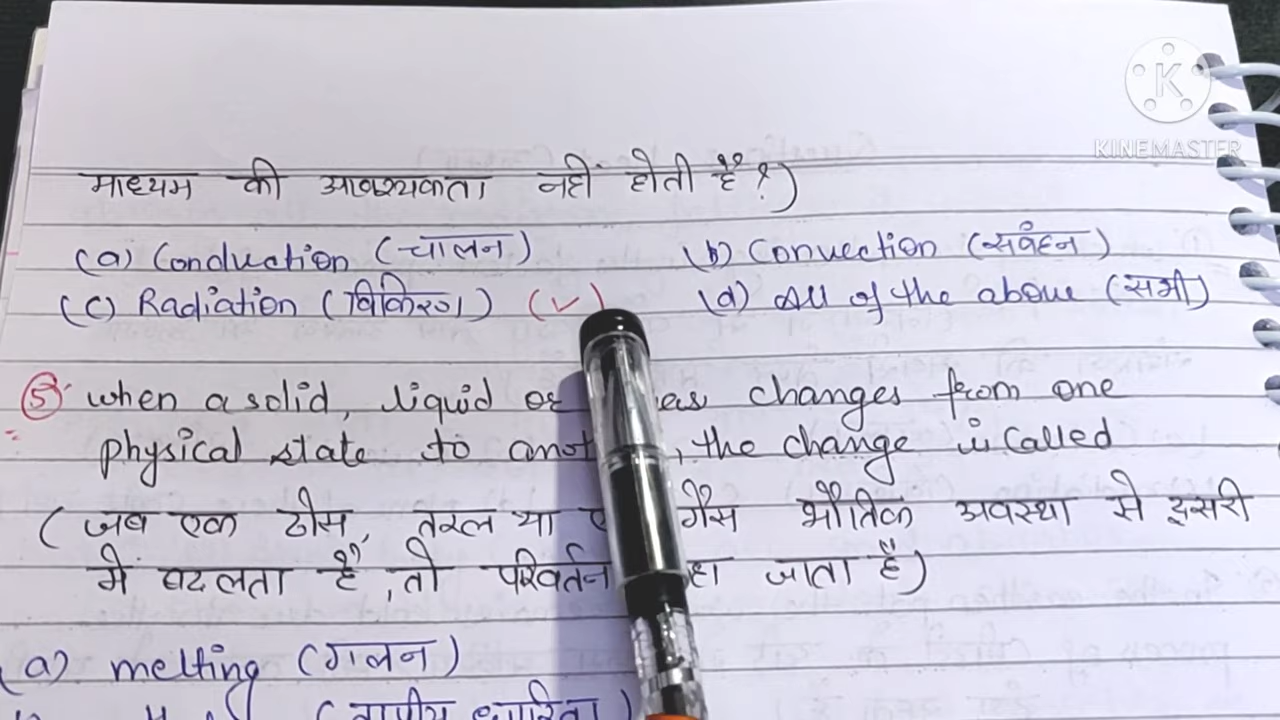 K
KINEMASTER
माध्यम की आवश्यकता नहीं होती है?)
(a) Conduction (चालन) (b) Convection (संवहन)
(c) Radiation (विकिरण) (✓) (d) All of the above (सभी)
(5) when a solid, liquid or changes from one
physical state to , the change is called
(जब एक ठोस, तरल या गैस भौतिक अवस्था से दूसरी
में बदलता है, तो परिवर्तन जाता है)
(a) melting (गलन)
(तापीय धारिता)